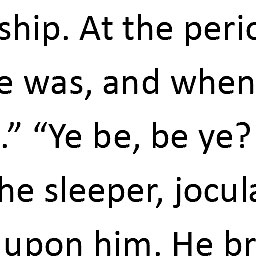 ship. At the perio
e was, and when
.” “Ye be, be ye?
he sleeper, jocula
upon him. He br